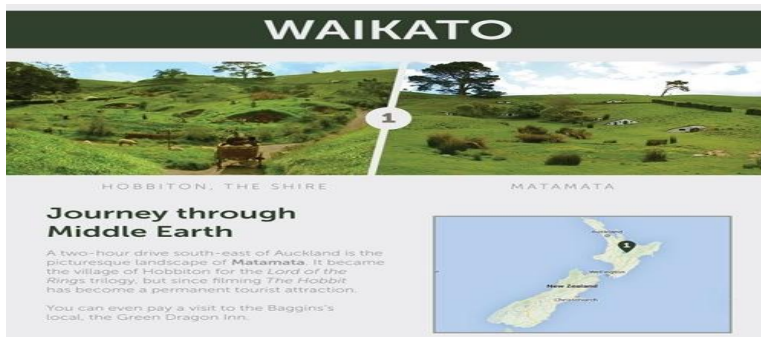 WAIKATO
1
HOBBITON, THE SHIRE
MATAMATA
Journey through
Middle Earth
A two-hour drive south-east of Auckland is the
picturesque landscape of Matamata. It became
the village of Hobbiton for the Lord of the
Rings trilogy, but since filming The Hobbit
has become a permanent tourist attraction.
You can even pay a visit to the Baggins's
local, the Green Dragon Inn.
Auckland
1
Wellington
New Zealand
Christchurch